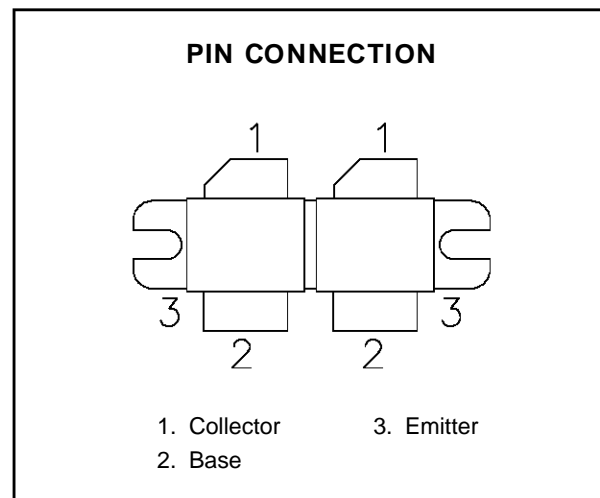 PIN CONNECTION
1 1
3 3
2 2
1. Collector 3. Emitter
2. Base